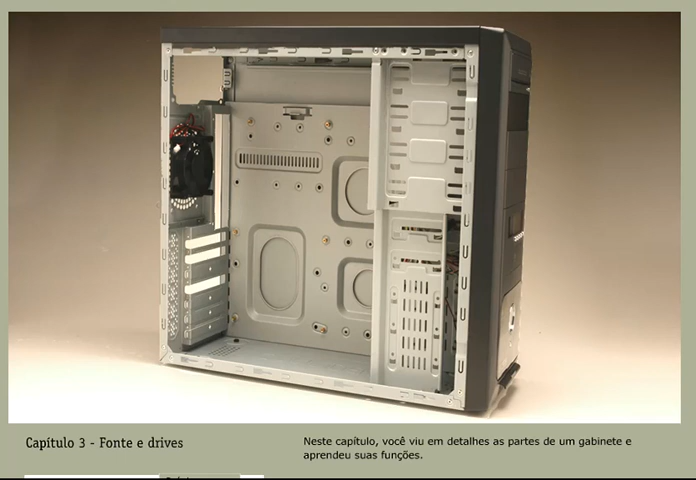 Capítulo 3 - Fonte e drives
Neste capítulo, você viu em detalhes as partes de um gabinete e
aprendeu suas funções.